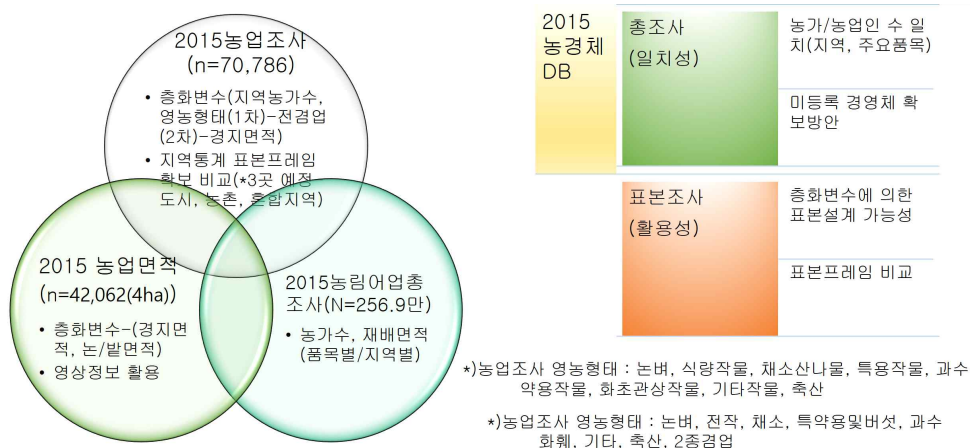 2015농업조사
(n=70,786)
• 층화변수(지역농가수,
영농형태(1차)-전겸업
(2차)-경지면적)
• 지역통계 표본프레임
확보 비교(*3곳 예정
도시, 농촌, 혼합지역)
2015 농업면적
(n=42,062(4ha))
• 층화변수-(경지면
적, 논/밭면적)
• 영상정보 활용
2015농림어업총
조사(N=256.9만)
• 농가수, 재배면적
(품목별/지역별)
2015
농경체
DB
총조사
(일치성)
농가/농업인 수 일
치(지역, 주요품목)
미등록 경영체 확
보방안
표본조사
(활용성)
층화변수에 의한
표본설계 가능성
표본프레임 비교
*)농업조사 영농형태 : 논벼, 식량작물, 채소산나물, 특용작물, 과수
약용작물, 화초관상작물, 기타작물, 축산
*)농업조사 영농형태 : 논벼, 전작, 채소, 특약용및버섯, 과수
화훼, 기타, 축산, 2종겸업